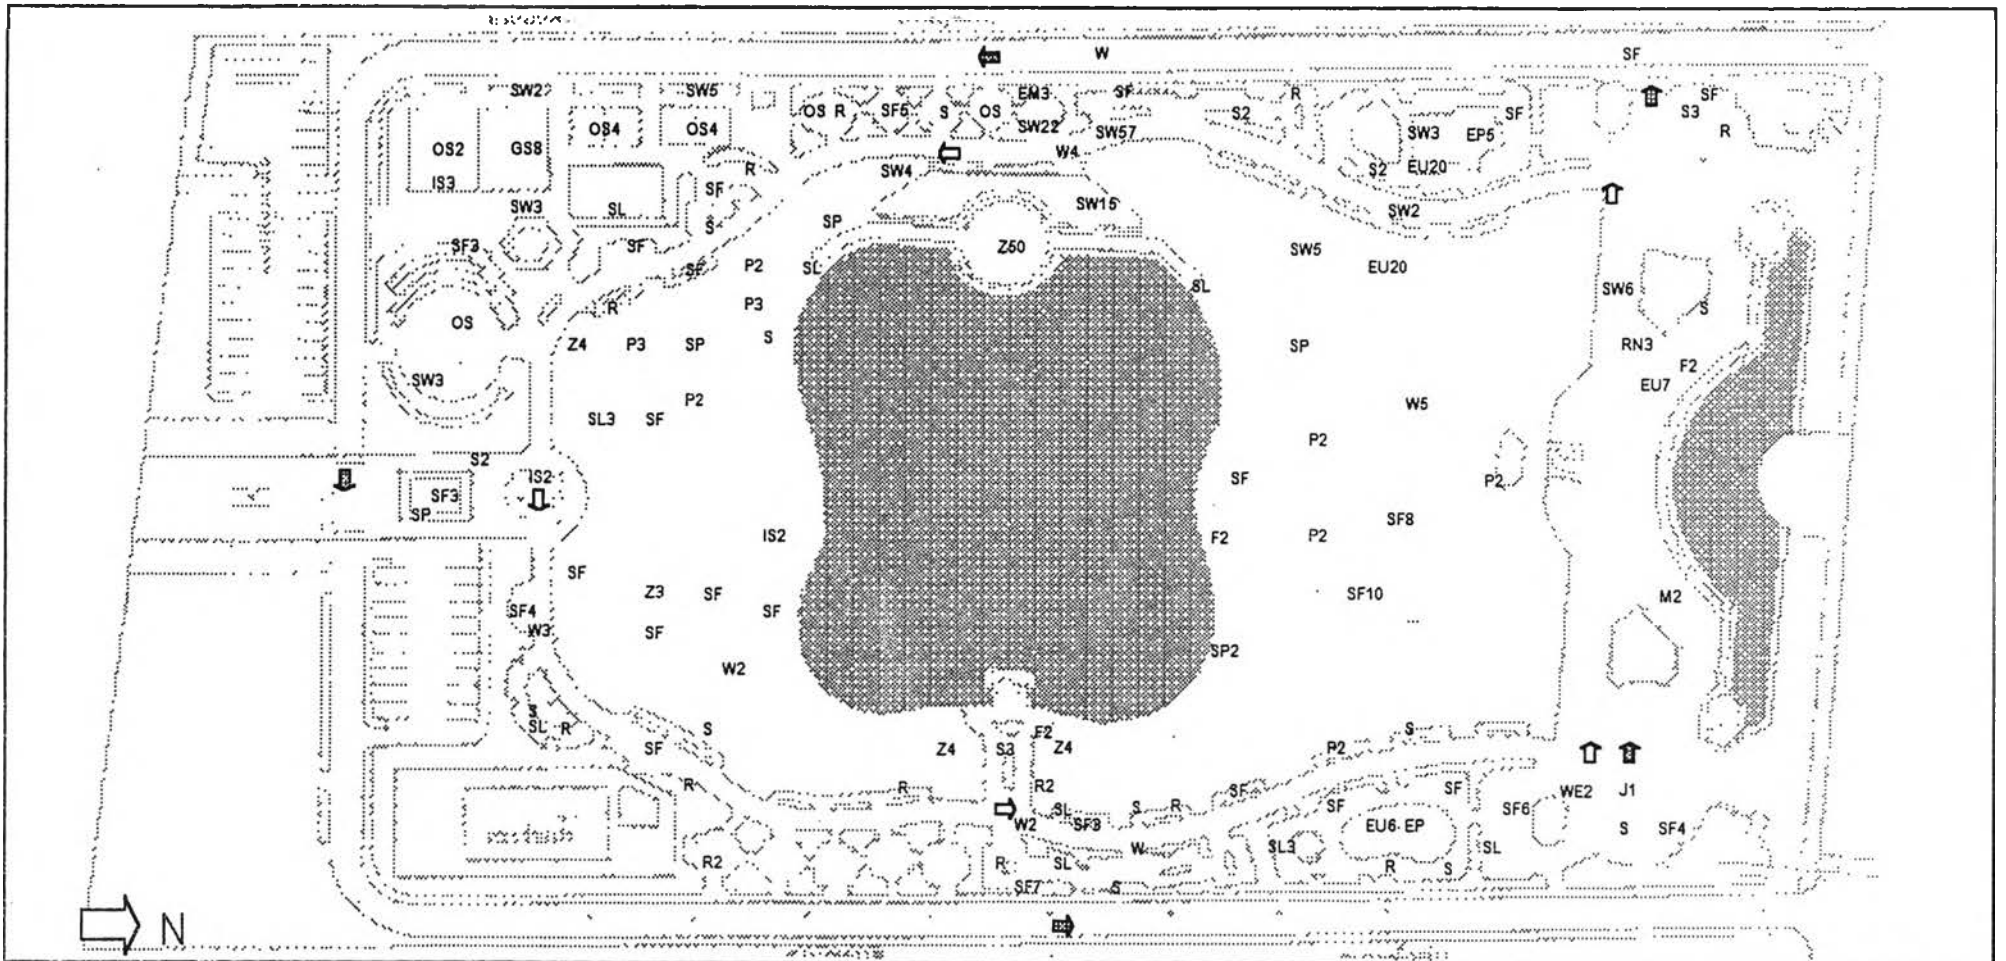 W
SF
SW2
SW5
EM3
SF
R
SF
OS R
SF5
S
OS
S2
SF
S3
OS4
OS4
SW22
SW57
SW3
EP5
R
OS2
GS8
W4
IS3
R
SW4
S2
EU20
SF
SW3
SL
SW15
SW2
S
SP
SF3
SF
Z50
SW5
SF
P2
SL
EU20
SL
SW6
R
P3
S
OS
S
Z4
P3
SP
SP
RN3
F2
SW3
EU7
P2
W5
SL3
SF
P2
S2
IS2
SF
P2
SF3
SP
SF8
IS2
F2
P2
SF
Z3
SF
SF10
M2
SF4
SF
W3
SF
SP2
W2
S
SL
R
S
F2
S
SF
Z4
S3
Z4
P2
R
R
R2
SF
SF
WE2
J1
SL
S
R
SF
SF6
W2
SF3
EU6
EP
S
SF4
W
SL3
SL
R2
R
SL
R
S
SF7
S
N